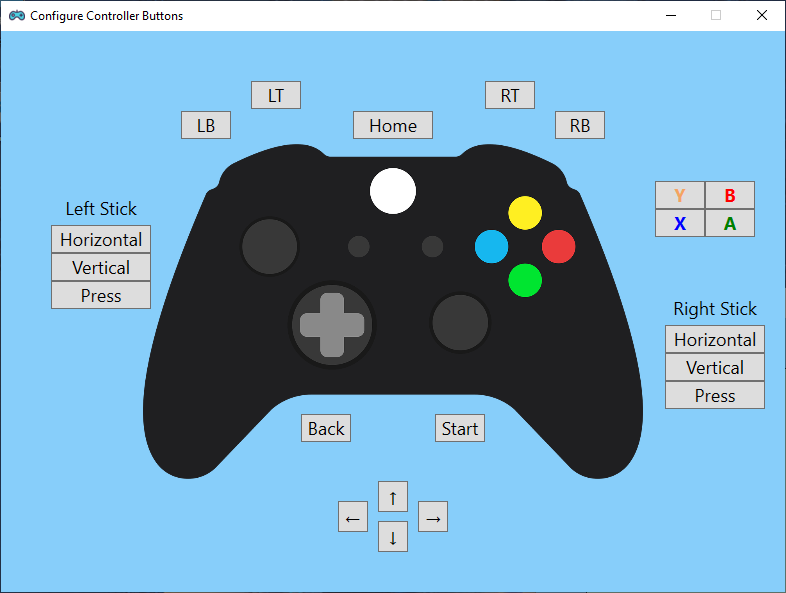 Configure Controller Buttons
LT
RT
LB
Home
RB
Y B
X A
Left Stick
Horizontal
Vertical
Press
Right Stick
Horizontal
Vertical
Press
Back
Start
↑
← →
↓